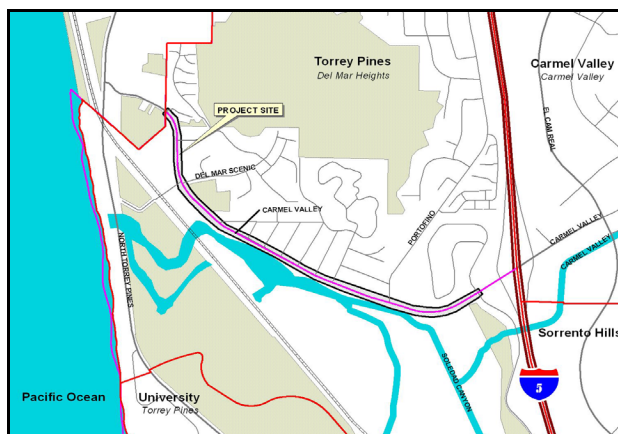 Torrey Pines
Del Mar Heights
Carmel Valley
Carmel Valley
PROJECT SITE
EL CAM REAL
DEL MAR SCENIC
CARMEL VALLEY
PORTOFINO
CARMEL VALLEY
CARMEL VALLEY
NORTH TORREY PINES
Sorrento Hills
SOLEDAD CANYON
5
Pacific Ocean
University
Torrey Pines